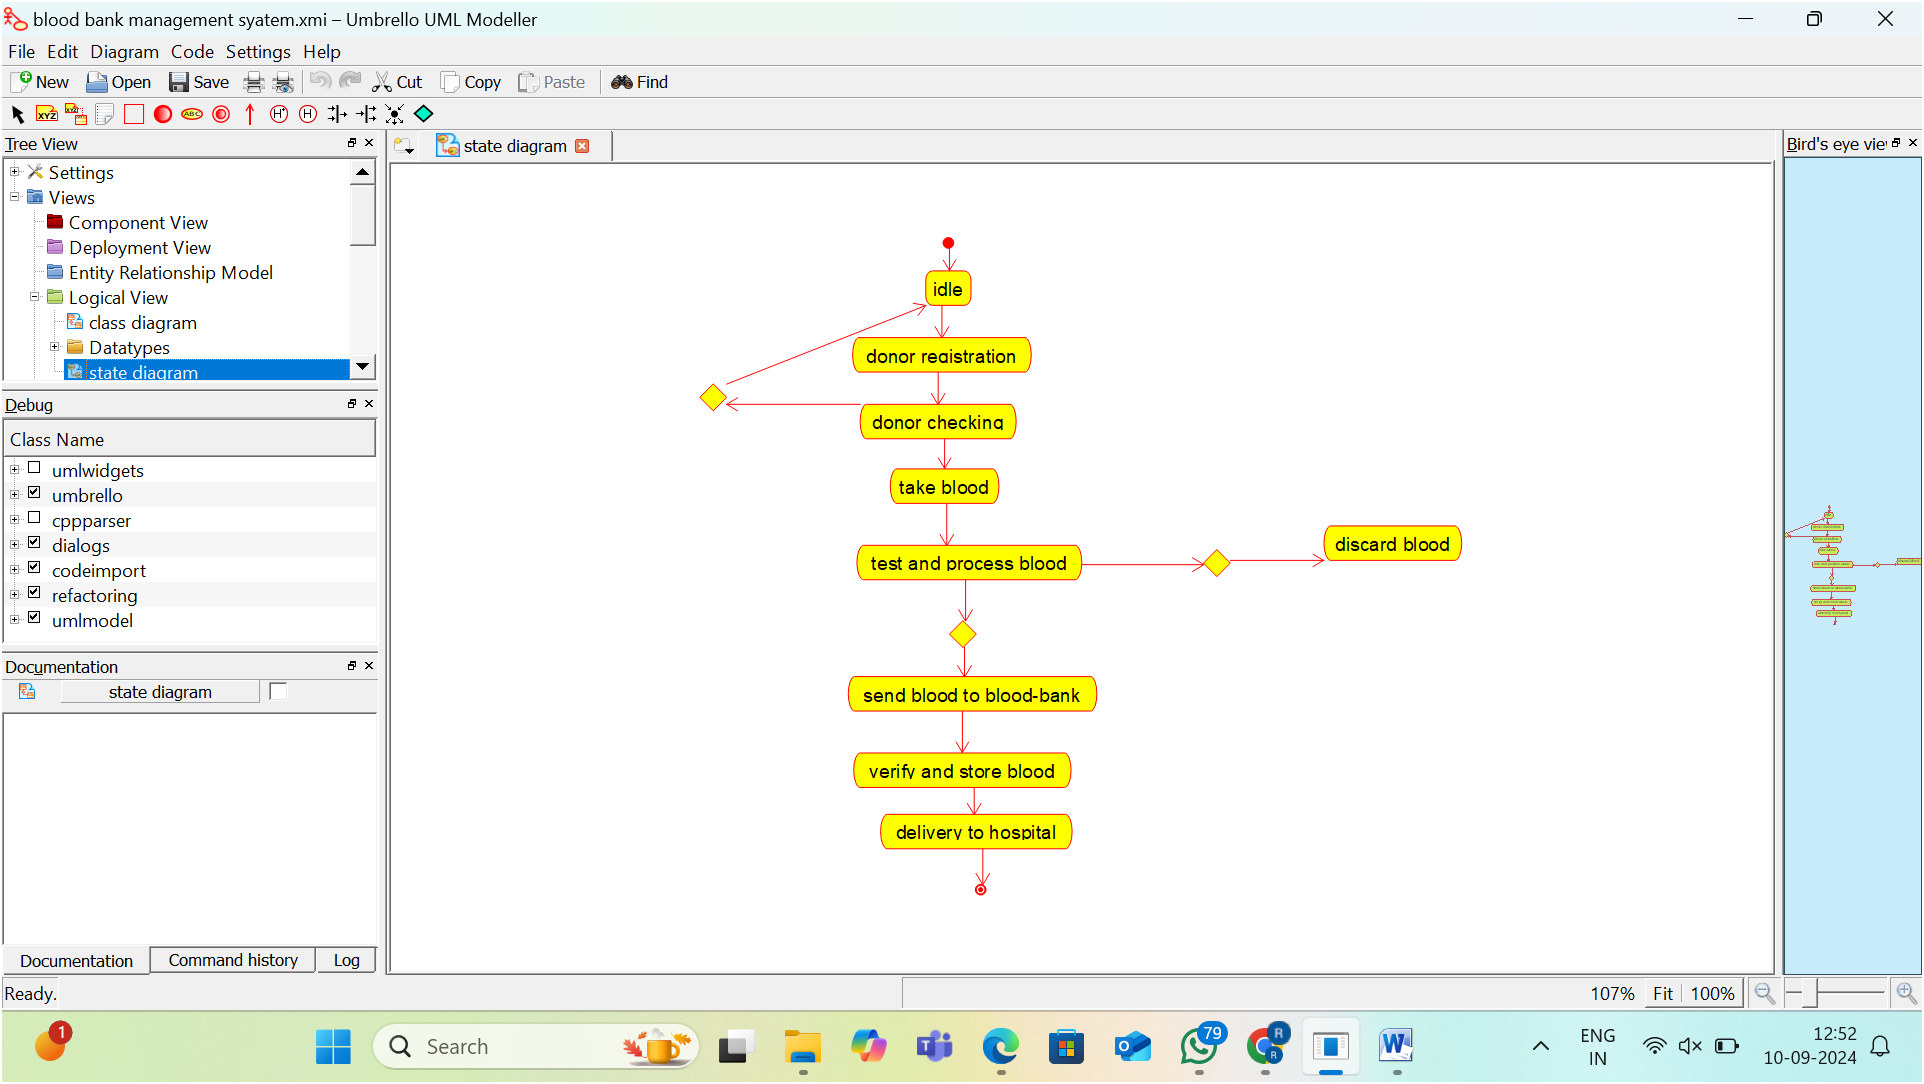 blood bank management syatem.xmi – Umbrello UML Modeller
File Edit Diagram Code Settings Help
New Open Save Cut Copy Paste Find
XYZ XYZ ABC H* H
Tree View
Settings
Views
Component View
Deployment View
Entity Relationship Model
Logical View
class diagram
Datatypes
state diagram
Debug
Class Name
umlwidgets
umbrello
cppparser
dialogs
codeimport
refactoring
umlmodel
Documentation
state diagram
Documentation Command history Log
state diagram
idle
donor registration
donor checking
take blood
test and process blood
discard blood
send blood to blood-bank
verify and store blood
delivery to hospital
Bird's eye vie
Ready.
107% Fit 100%
1
Search
79
R
R
ENG
IN
12:52
10-09-2024